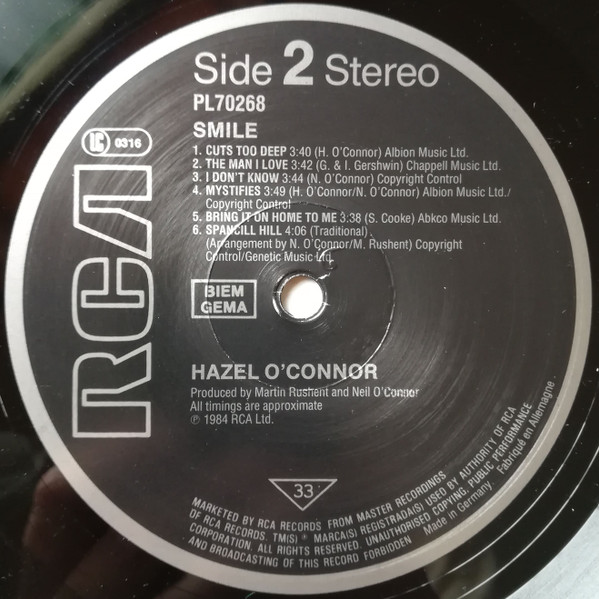 Side 2 Stereo
PL70268
SMILE
LC 0316
1. CUTS TOO DEEP 3:40 (H. O'Connor) Albion Music Ltd.
2. THE MAN I LOVE 3:42 (G. & I. Gershwin) Chappell Music Ltd.
3. I DON'T KNOW 3:44 (N. O'Connor) Copyright Control
4. MYSTIFIES 3:49 (H. O'Connor/N. O'Connor) Albion Music Ltd./
Copyright Control
5. BRING IT ON HOME TO ME 3:38 (S. Cooke) Abkco Music Ltd.
6. SPANCILL HILL 4:06 (Traditional)
(Arrangement by N. O'Connor/M. Rushent) Copyright
Control/Genetic Music Ltd.
RCA
BIEM
GEMA
HAZEL O'CONNOR
Produced by Martin Rushent and Neil O'Connor
All timings are approximate
℗ 1984 RCA Ltd.
33
MARKETED BY RCA RECORDS FROM MASTER RECORDINGS
OF RCA RECORDS. TM(S) ® MARCA(S) REGISTRADA(S) USED BY AUTHORITY OF RCA
CORPORATION. ALL RIGHTS RESERVED. UNAUTHORISED COPYING, PUBLIC PERFORMANCE
AND BROADCASTING OF THIS RECORD FORBIDDEN Made in Germany. Fabriqué en Allemagne